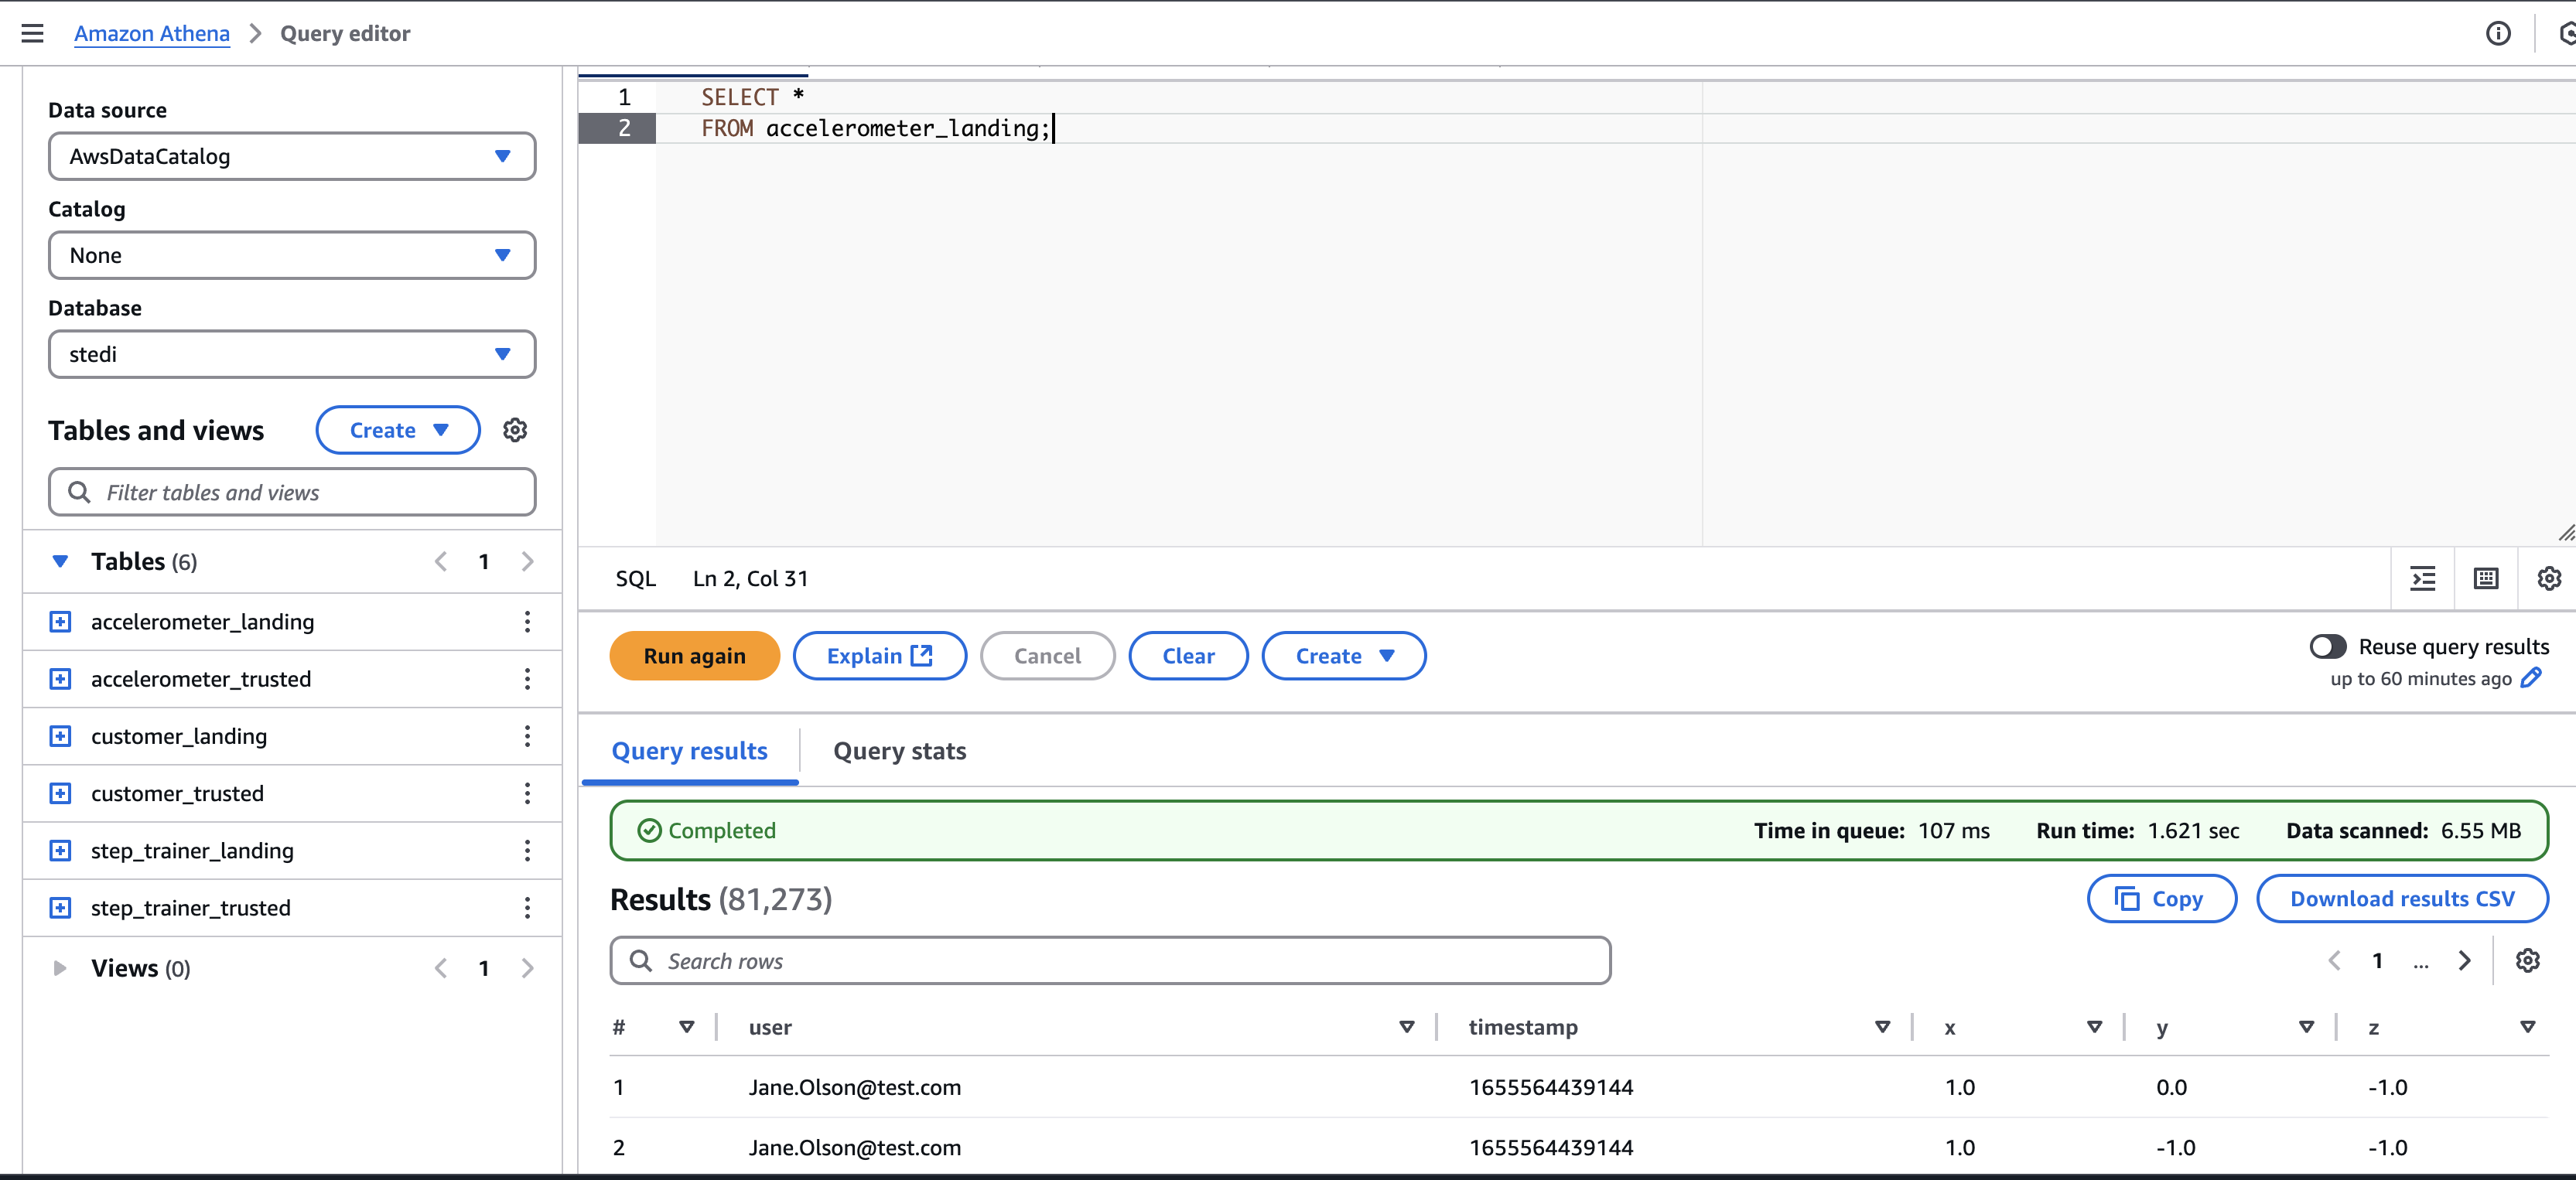 Amazon Athena > Query editor
Data source
AwsDataCatalog
Catalog
None
Database
stedi
Tables and views
Create
Filter tables and views
Tables (6)
1
accelerometer_landing
accelerometer_trusted
customer_landing
customer_trusted
step_trainer_landing
step_trainer_trusted
Views (0)
1
1 SELECT *
2 FROM accelerometer_landing;
SQL Ln 2, Col 31
Run again Explain Cancel Clear Create
Reuse query results
up to 60 minutes ago
Query results Query stats
Completed Time in queue: 107 ms Run time: 1.621 sec Data scanned: 6.55 MB
Results (81,273) Copy Download results CSV
Search rows 1 ...
# user timestamp x y z
1 Jane.Olson@test.com 1655564439144 1.0 0.0 -1.0
2 Jane.Olson@test.com 1655564439144 1.0 -1.0 -1.0